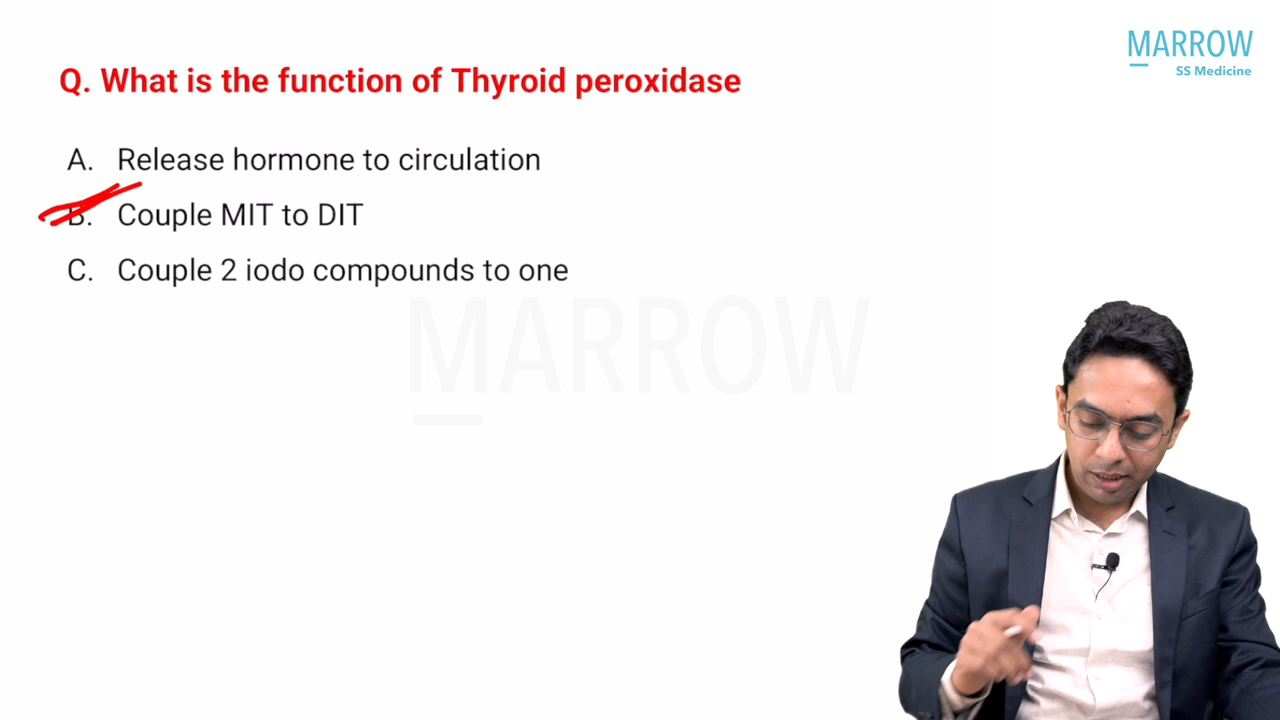 MARROW
SS Medicine
Q. What is the function of Thyroid peroxidase
A. Release hormone to circulation
B. Couple MIT to DIT
C. Couple 2 iodo compounds to one
MARROW